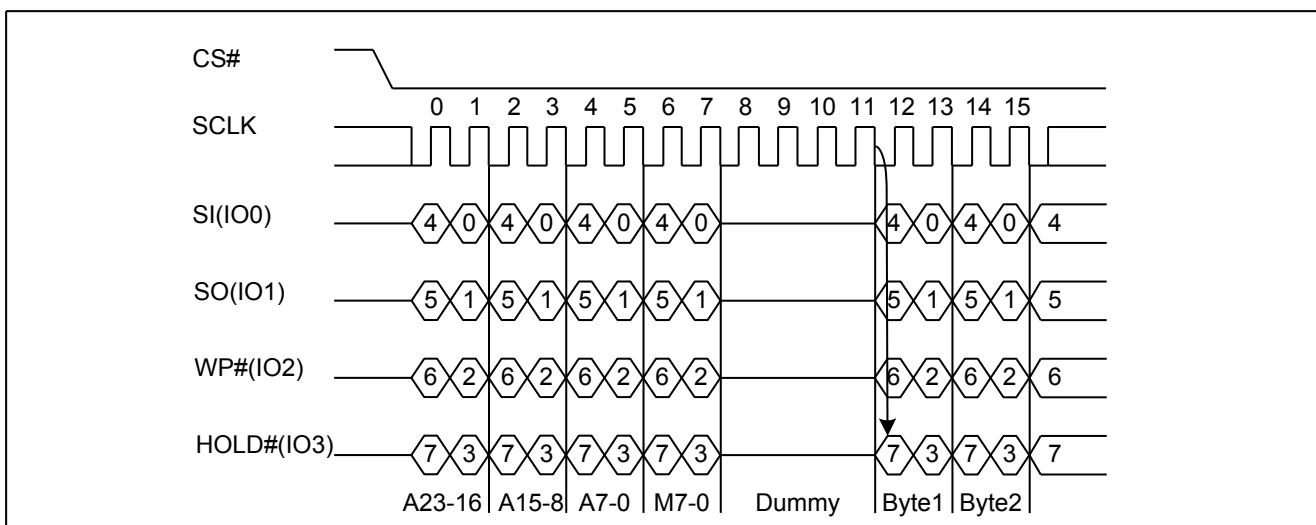 CS#
0 1 2 3 4 5 6 7 8 9 10 11 12 13 14 15
SCLK
SI(IO0) 4 0 4 0 4 0 4 0 4 0 4 0 4
SO(IO1) 5 1 5 1 5 1 5 1 5 1 5 1 5
WP#(IO2) 6 2 6 2 6 2 6 2 6 2 6 2 6
HOLD#(IO3) 7 3 7 3 7 3 7 3 7 3 7 3 7
A23-16 A15-8 A7-0 M7-0 Dummy Byte1 Byte2